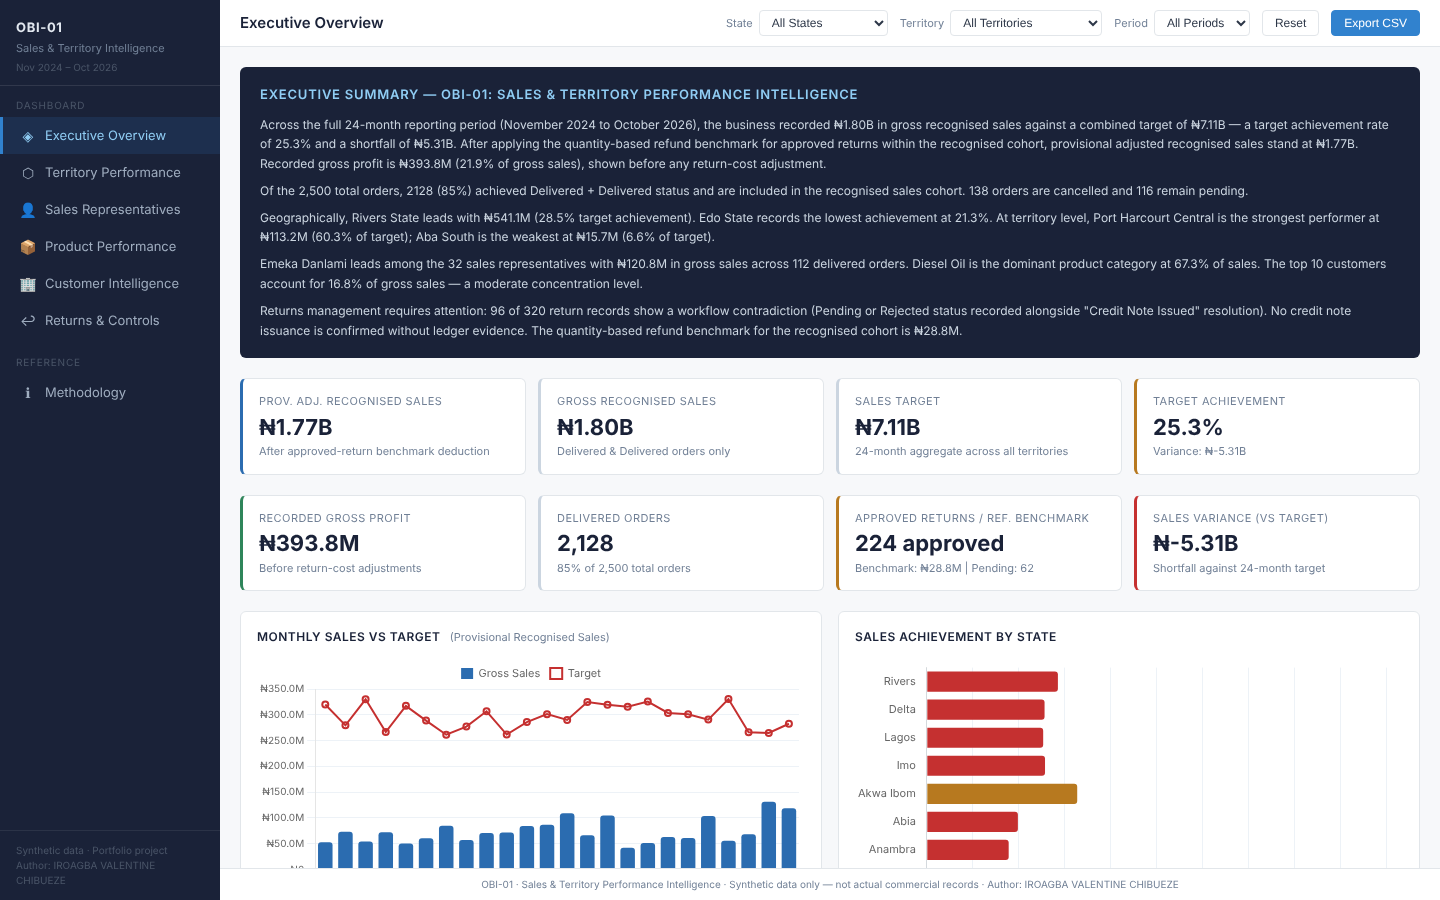 OBI-01
Sales & Territory Intelligence
Nov 2024 – Oct 2026
DASHBOARD
Executive Overview
Territory Performance
Sales Representatives
Product Performance
Customer Intelligence
Returns & Controls
REFERENCE
Methodology
Synthetic data · Portfolio project
Author: IROAGBA VALENTINE
CHIBUEZE
Executive Overview
State All States Territory All Territories Period All Periods Reset Export CSV
EXECUTIVE SUMMARY — OBI-01: SALES & TERRITORY PERFORMANCE INTELLIGENCE
Across the full 24-month reporting period (November 2024 to October 2026), the business recorded ₦1.80B in gross recognised sales against a combined target of ₦7.11B — a target achievement rate
of 25.3% and a shortfall of ₦5.31B. After applying the quantity-based refund benchmark for approved returns within the recognised cohort, provisional adjusted recognised sales stand at ₦1.77B.
Recorded gross profit is ₦393.8M (21.9% of gross sales), shown before any return-cost adjustment.
Of the 2,500 total orders, 2128 (85%) achieved Delivered + Delivered status and are included in the recognised sales cohort. 138 orders are cancelled and 116 remain pending.
Geographically, Rivers State leads with ₦541.1M (28.5% target achievement). Edo State records the lowest achievement at 21.3%. At territory level, Port Harcourt Central is the strongest performer at
₦113.2M (60.3% of target); Aba South is the weakest at ₦15.7M (6.6% of target).
Emeka Danlami leads among the 32 sales representatives with ₦120.8M in gross sales across 112 delivered orders. Diesel Oil is the dominant product category at 67.3% of sales. The top 10 customers
account for 16.8% of gross sales — a moderate concentration level.
Returns management requires attention: 96 of 320 return records show a workflow contradiction (Pending or Rejected status recorded alongside "Credit Note Issued" resolution). No credit note
issuance is confirmed without ledger evidence. The quantity-based refund benchmark for the recognised cohort is ₦28.8M.
PROV. ADJ. RECOGNISED SALES
₦1.77B
After approved-return benchmark deduction
GROSS RECOGNISED SALES
₦1.80B
Delivered & Delivered orders only
SALES TARGET
₦7.11B
24-month aggregate across all territories
TARGET ACHIEVEMENT
25.3%
Variance: ₦-5.31B
RECORDED GROSS PROFIT
₦393.8M
Before return-cost adjustments
DELIVERED ORDERS
2,128
85% of 2,500 total orders
APPROVED RETURNS / REF. BENCHMARK
224 approved
Benchmark: ₦28.8M | Pending: 62
SALES VARIANCE (VS TARGET)
₦-5.31B
Shortfall against 24-month target
MONTHLY SALES VS TARGET (Provisional Recognised Sales)
Gross Sales Target
₦350.0M
₦300.0M
₦250.0M
₦200.0M
₦150.0M
₦100.0M
₦50.0M
₦0
SALES ACHIEVEMENT BY STATE
Rivers
Delta
Lagos
Imo
Akwa Ibom
Abia
Anambra
OBI-01 · Sales & Territory Performance Intelligence · Synthetic data only — not actual commercial records · Author: IROAGBA VALENTINE CHIBUEZE